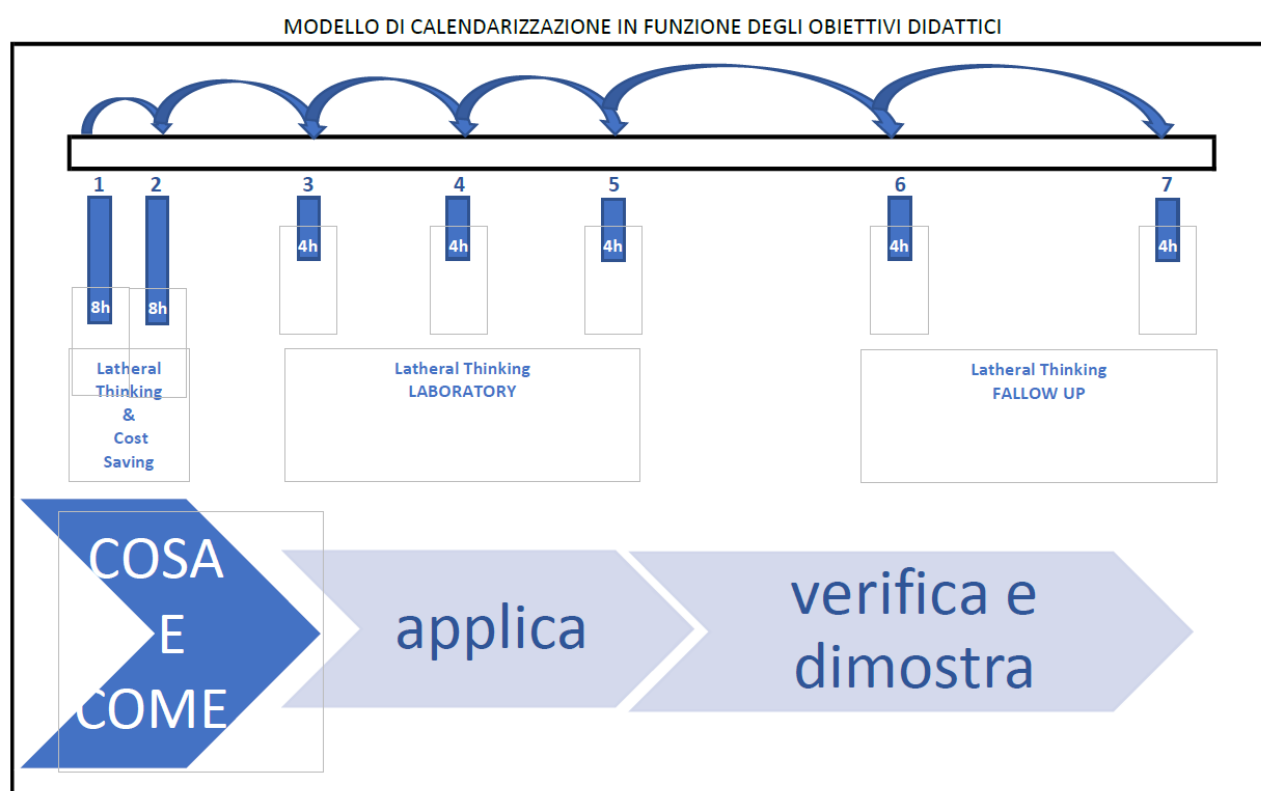 MODELLO DI CALENDARIZZAZIONE IN FUNZIONE DEGLI OBIETTIVI DIDATTICI
1 2 3 4 5 6 7
4h 4h 4h 4h 4h
8h 8h
Latheral
Thinking
&
Cost
Saving
Latheral Thinking
LABORATORY
Latheral Thinking
FALLOW UP
COSA
E
COME
applica
verifica e
dimostra